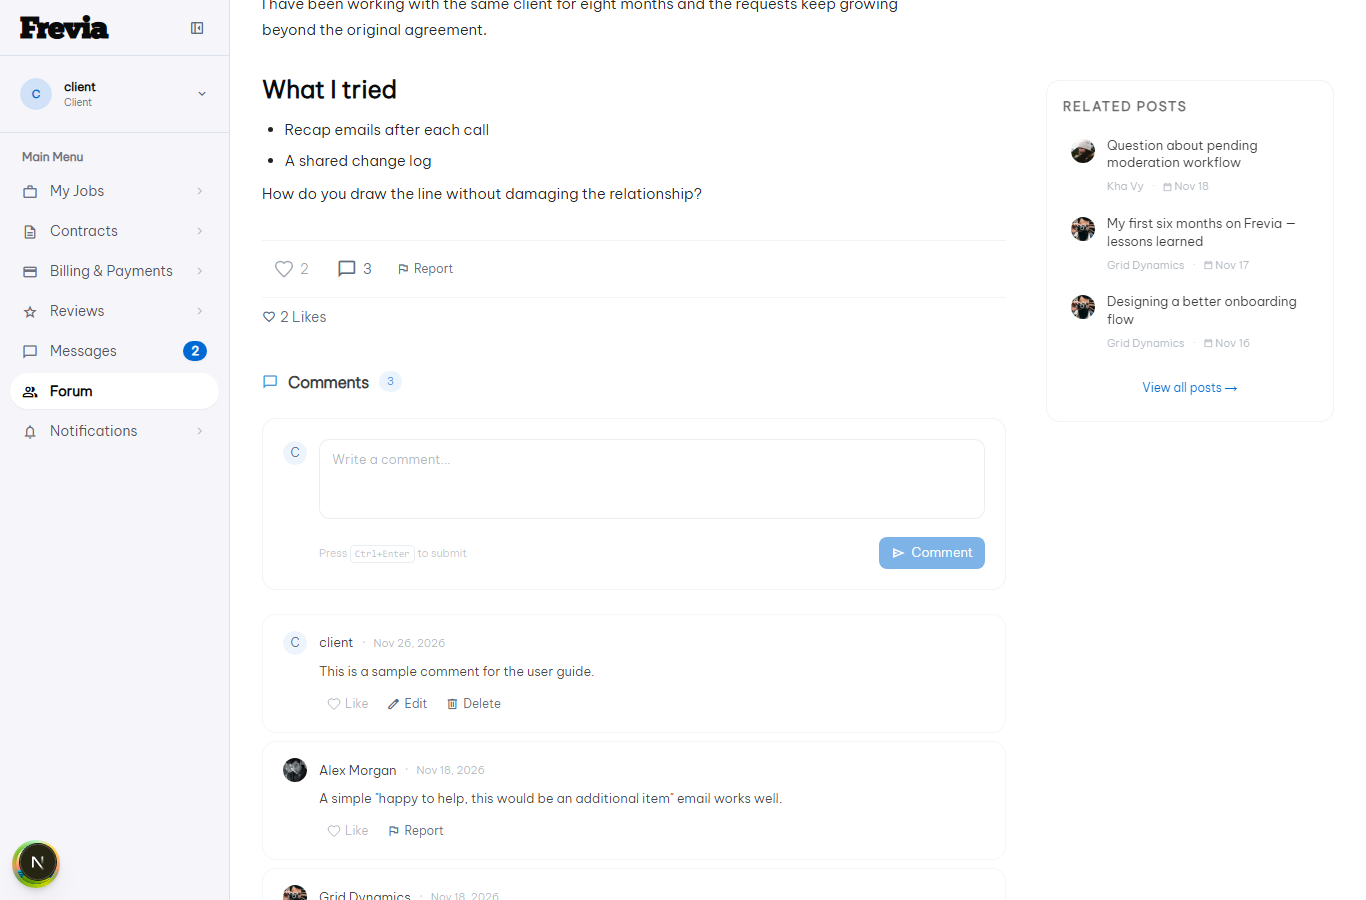 Frevia
C
client
Client
Main Menu
My Jobs
Contracts
Billing & Payments
Reviews
Messages
2
Forum
Notifications
N
I have been working with the same client for eight months and the requests keep growing
beyond the original agreement.
What I tried
Recap emails after each call
A shared change log
How do you draw the line without damaging the relationship?
2
3
Report
2 Likes
Comments
3
C
Write a comment...
Press Ctrl+Enter to submit
Comment
C
client · Nov 26, 2026
This is a sample comment for the user guide.
Like
Edit
Delete
Alex Morgan · Nov 18, 2026
A simple "happy to help, this would be an additional item" email works well.
Like
Report
Grid Dynamics · Nov 18, 2026
RELATED POSTS
Question about pending
moderation workflow
Kha Vy · Nov 18
My first six months on Frevia —
lessons learned
Grid Dynamics · Nov 17
Designing a better onboarding
flow
Grid Dynamics · Nov 16
View all posts →